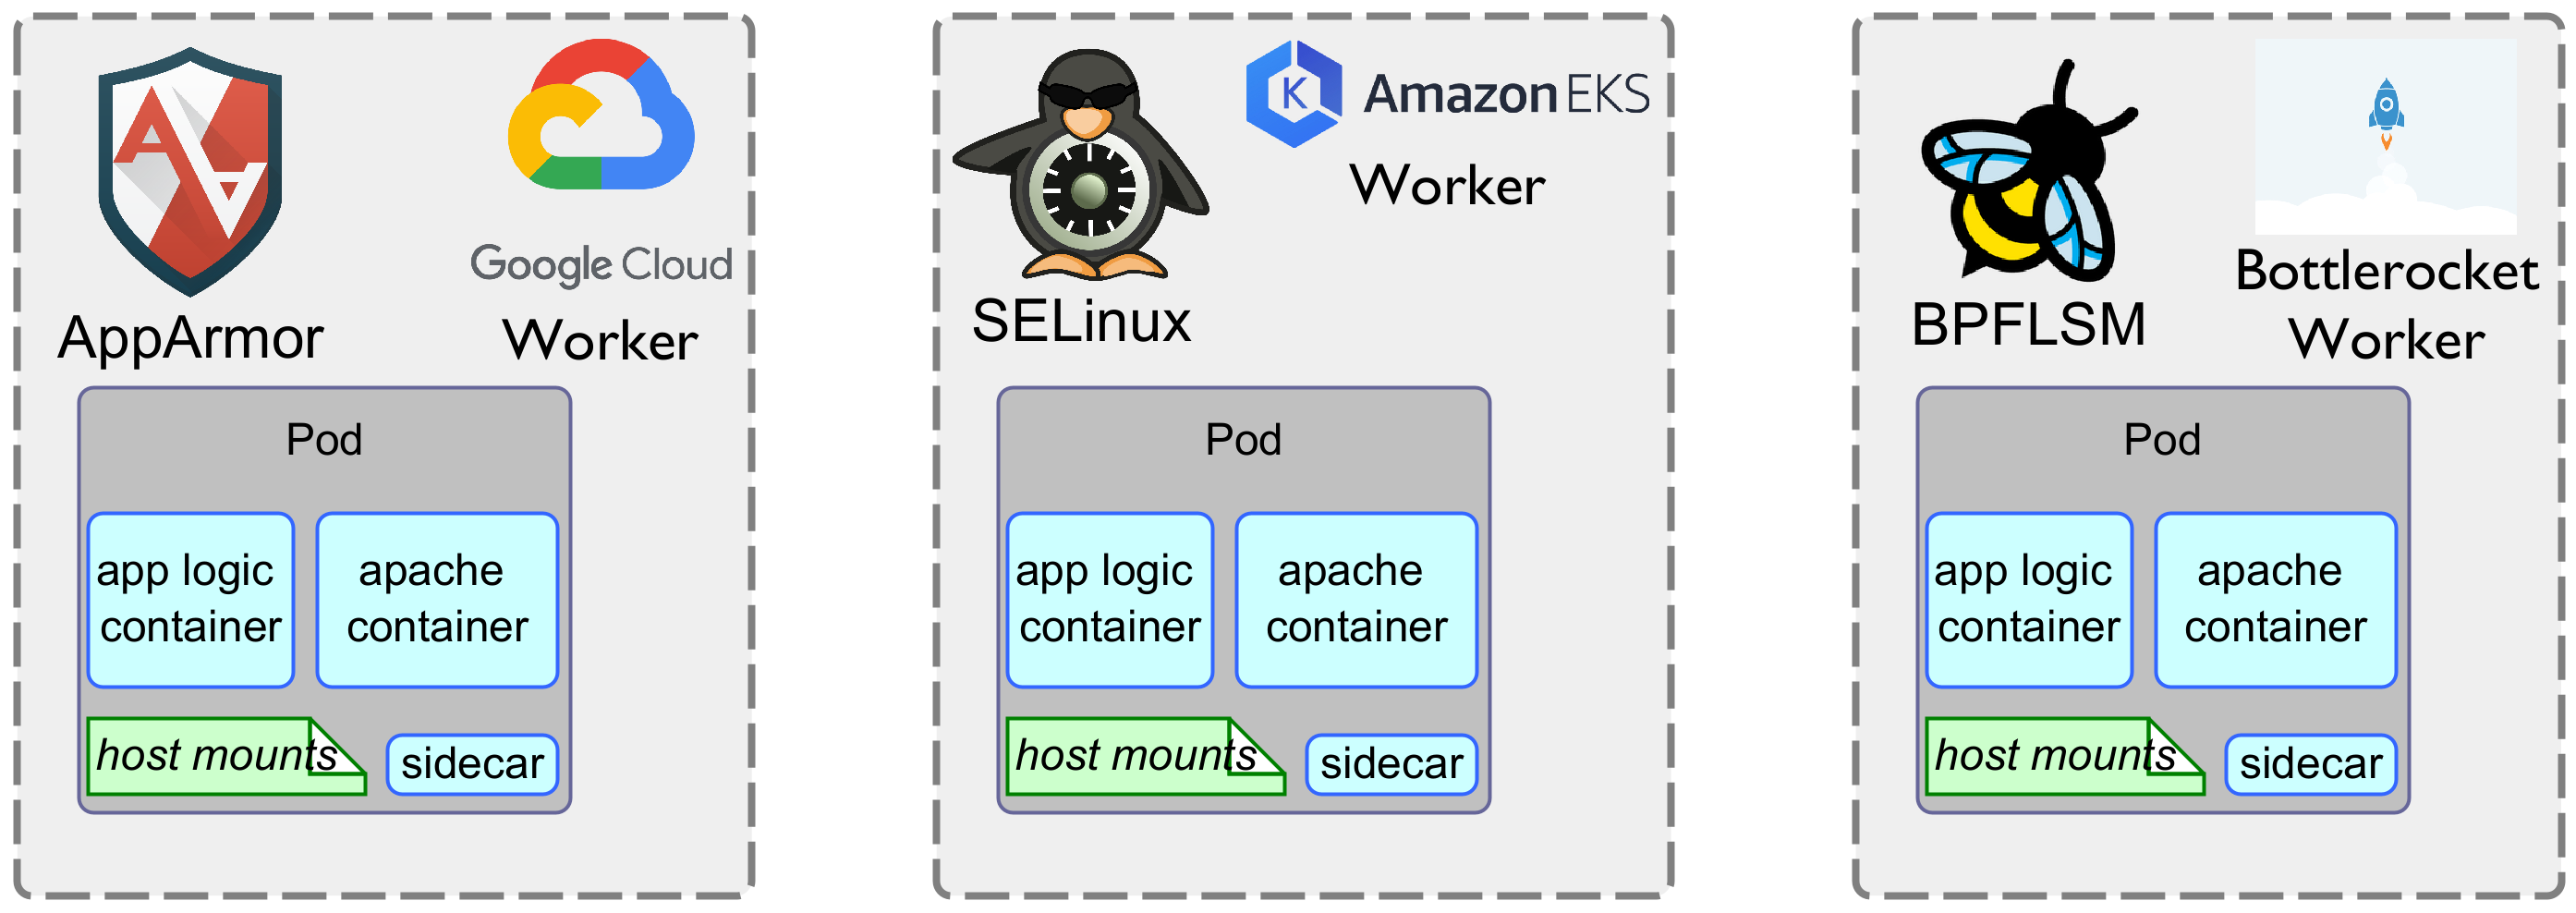 Google Cloud
AppArmor
Worker
Pod
app logic
container
apache
container
host mounts
sidecar
K
Amazon EKS
Worker
SELinux
Pod
app logic
container
apache
container
host mounts
sidecar
Bottlerocket
Worker
BPFLSM
Pod
app logic
container
apache
container
host mounts
sidecar